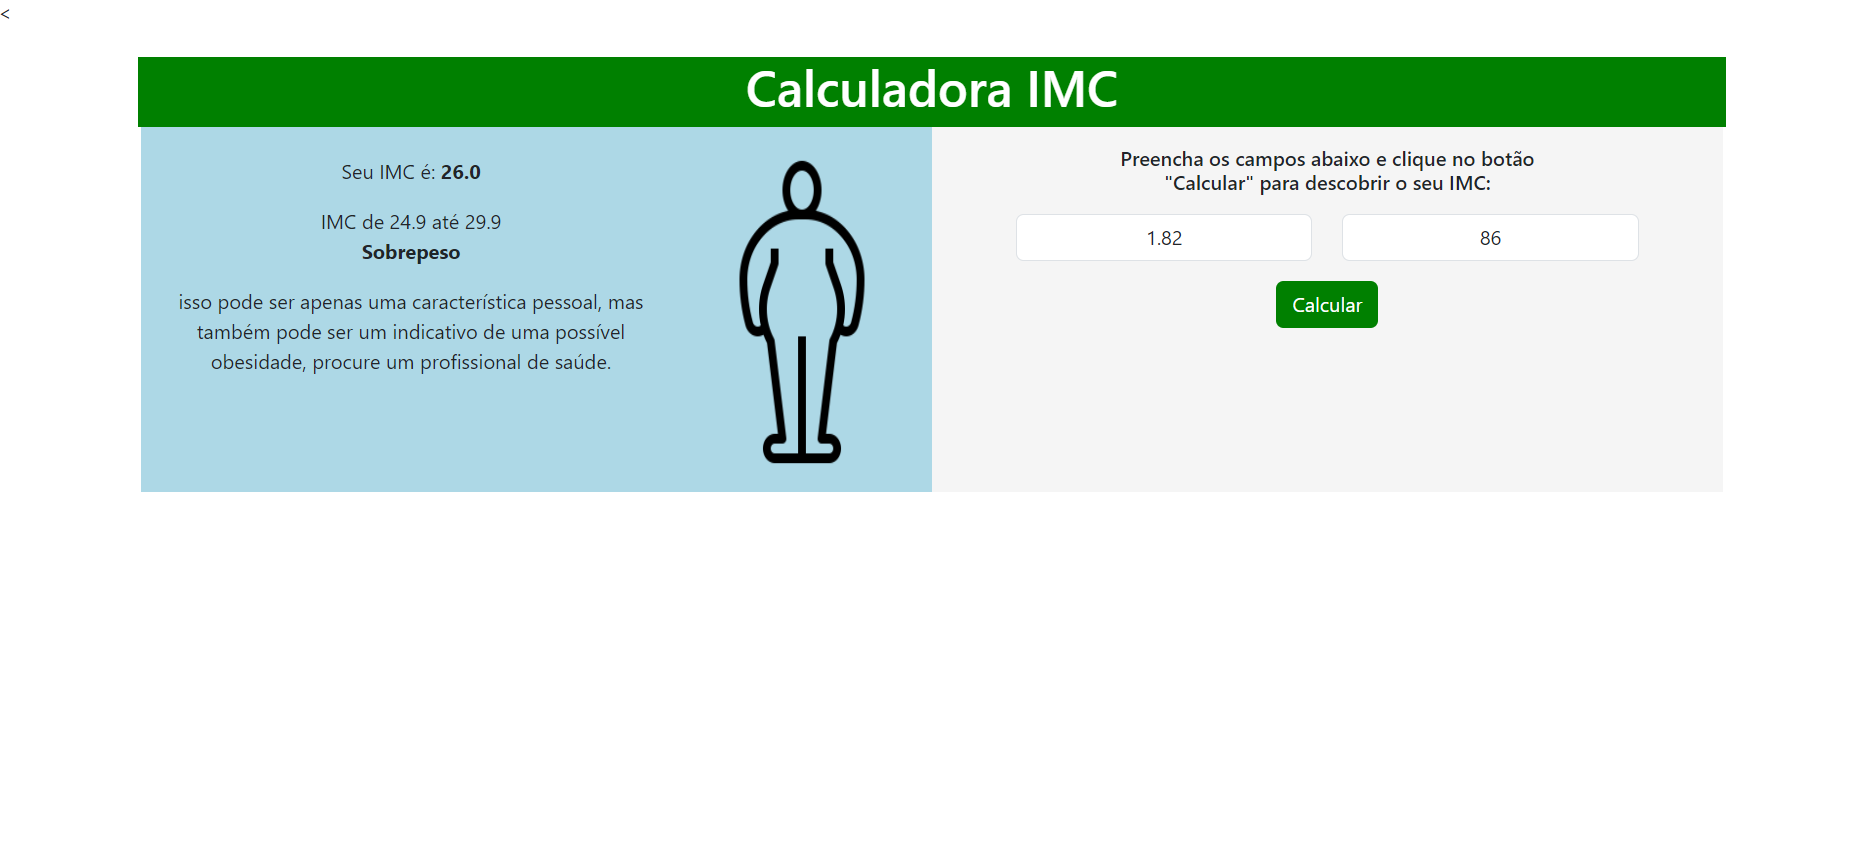 <
Calculadora IMC
Seu IMC é: 26.0
IMC de 24.9 até 29.9
Sobrepeso
isso pode ser apenas uma característica pessoal, mas
também pode ser um indicativo de uma possível
obesidade, procure um profissional de saúde.
Preencha os campos abaixo e clique no botão
"Calcular" para descobrir o seu IMC:
1.82
86
Calcular